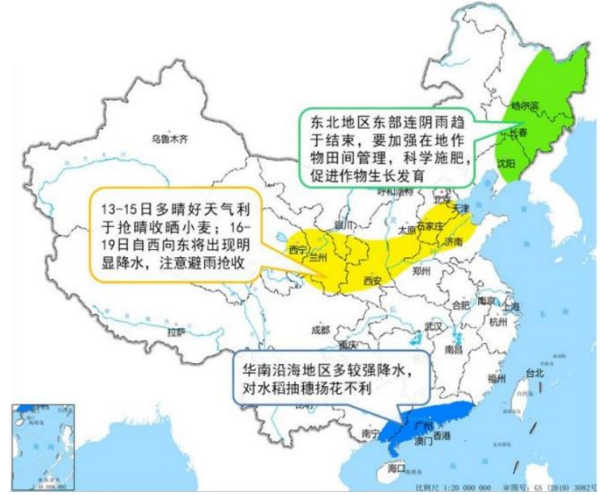 哈尔滨
东北地区东部连阴雨趋
于结束，要加强在地作
物田间管理，科学施肥，
促进作物生长发育
长春
乌鲁木齐
沈阳
呼和浩特
北京
天津
13-15日多晴好天气利
于抢晴收晒小麦；16-
19日自西向东将出现明
显降水，注意避雨抢收
银川
太原
石家庄
济南
西宁
兰州
西安
郑州
合肥
南京
上海
杭州
拉萨
成都
重庆
武汉
南昌
华南沿海地区多较强降水，
对水稻抽穗扬花不利
福州
台北
南宁
广州
香港
澳门
海口
比例尺 1:20 000 000
审图号：GS (2019) 3082号